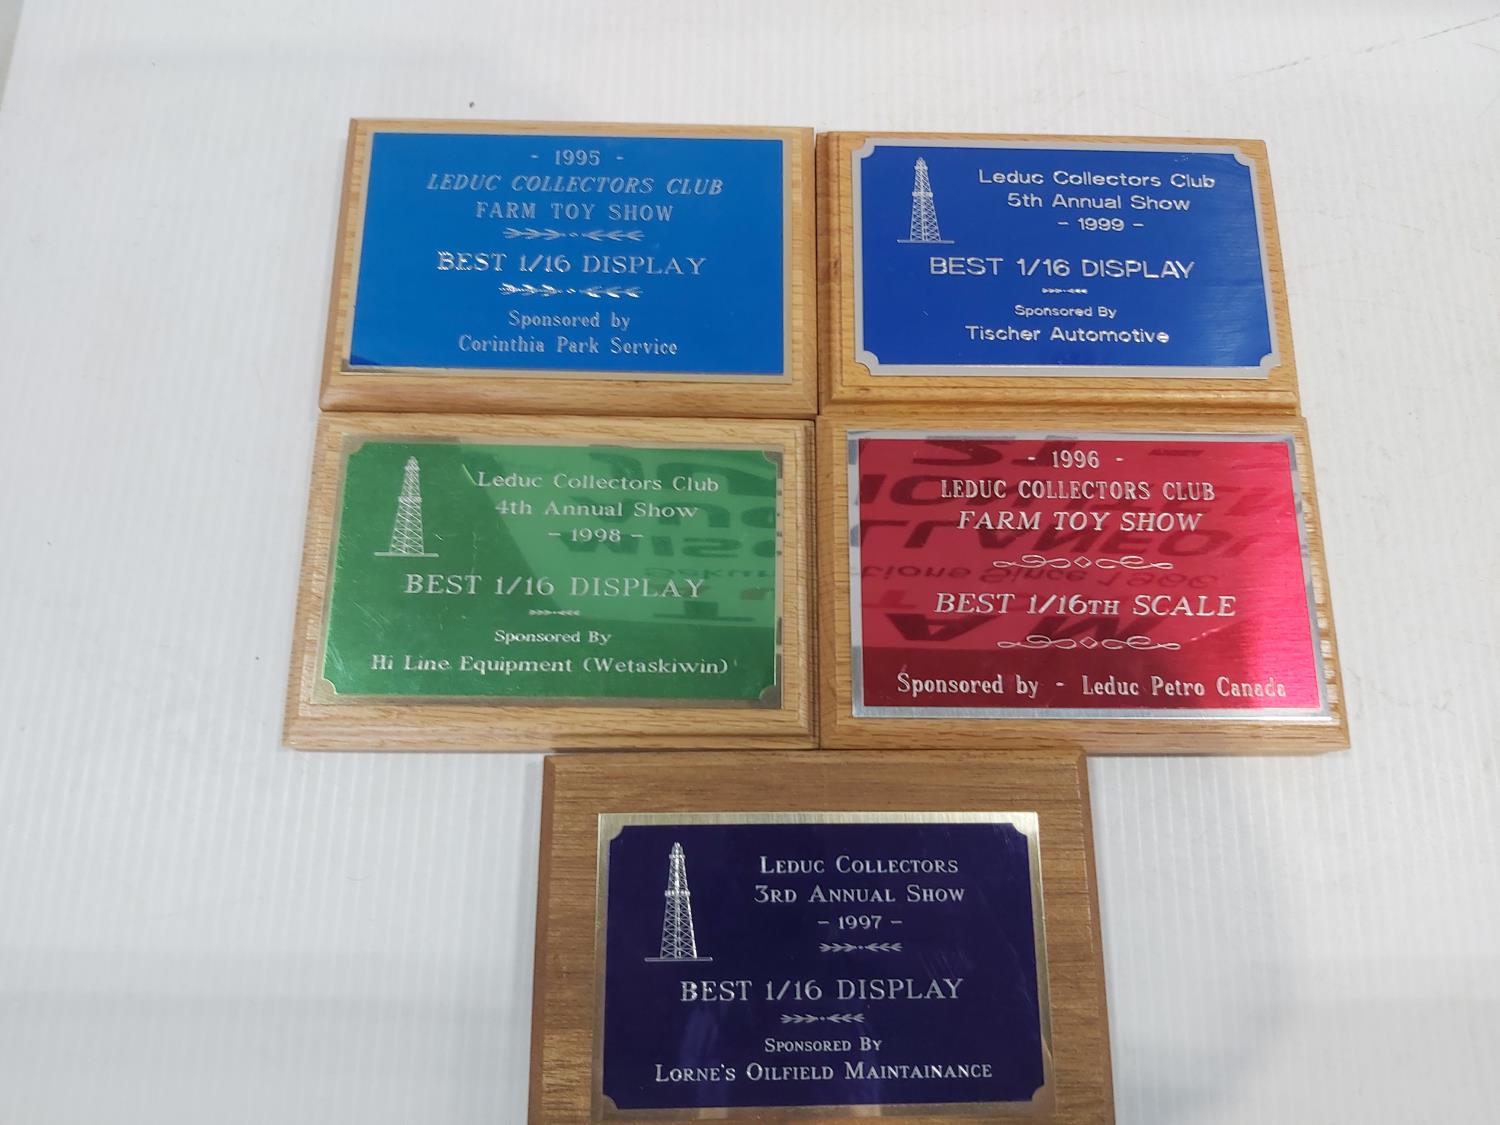 - 1995 -
LEDUC COLLECTORS CLUB
FARM TOY SHOW
BEST 1/16 DISPLAY
Sponsored by
Corinthia Park Service
Leduc Collectors Club
5th Annual Show
- 1999 -
BEST 1/16 DISPLAY
Sponsored By
Tischer Automotive
Leduc Collectors Club
4th Annual Show
- 1998 -
BEST 1/16 DISPLAY
Sponsored By
Hi Line Equipment (Wetaskiwin)
- 1996 -
LEDUC COLLECTORS CLUB
FARM TOY SHOW
BEST 1/16TH SCALE
Sponsored by - Leduc Petro Canada
LEDUC COLLECTORS
3RD ANNUAL SHOW
- 1997 -
BEST 1/16 DISPLAY
SPONSORED BY
LORNE'S OILFIELD MAINTAINANCE